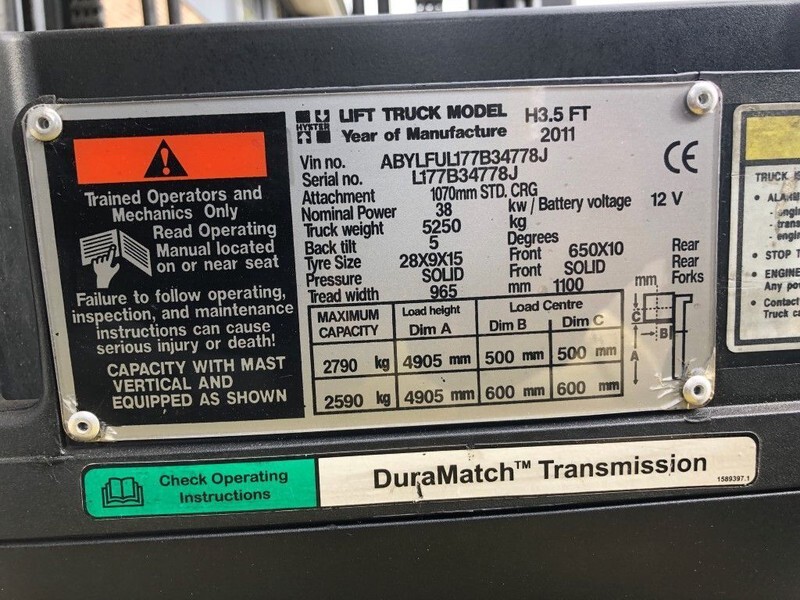 Trained Operators and
Mechanics Only
Read Operating
Manual located
on or near seat
Failure to follow operating,
inspection, and maintenance
instructions can cause
serious injury or death!
CAPACITY WITH MAST
VERTICAL AND
EQUIPPED AS SHOWN
HYSTER
LIFT TRUCK MODEL H3.5 FT
Year of Manufacture 2011
CE
Vin no. ABYLFUL177B34778J
Serial no. L177B34778J
Attachment 1070mm STD. CRG
Nominal Power 38 kw / Battery voltage 12 V
Truck weight 5250 kg
Back tilt 5 Degrees
Tyre Size 28X9X15 Front 650X10 Rear
Pressure SOLID Front SOLID Rear
Tread width 965 mm 1100 Forks
MAXIMUM CAPACITY Load height Dim A Load Centre Dim B Dim C
2790 kg 4905 mm 500 mm 500 mm
2590 kg 4905 mm 600 mm 600 mm
mm
C
B
A
TRUCK
STOP
ENGINE
Any
Contact
Truck
Check Operating
Instructions
DuraMatch™ Transmission
1589397.1